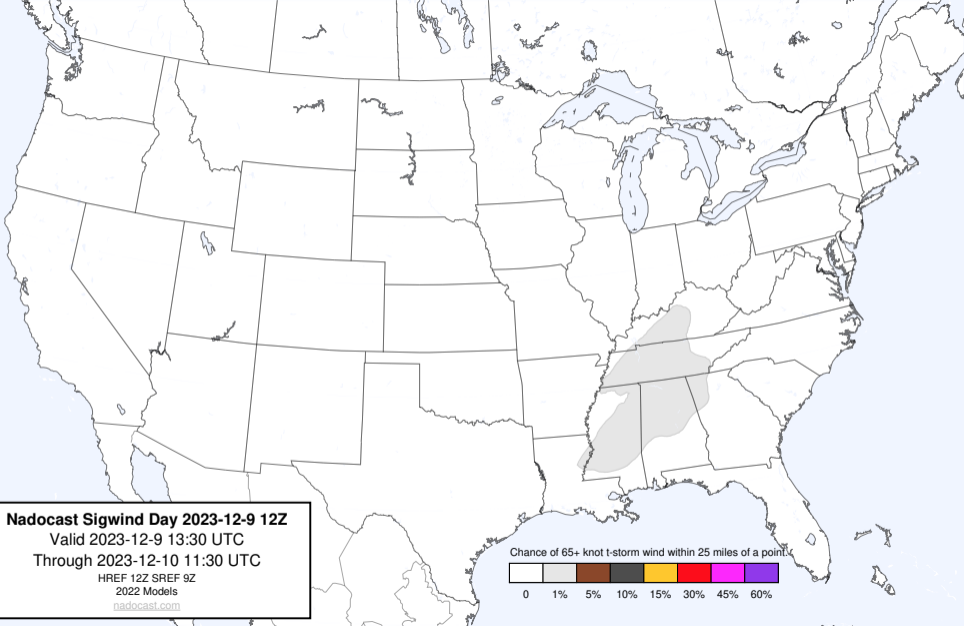 Nadocast Sigwind Day 2023-12-9 12Z
Valid 2023-12-9 13:30 UTC
Through 2023-12-10 11:30 UTC
HREF 12Z SREF 9Z
2022 Models
nadocast.com
Chance of 65+ knot t-storm wind within 25 miles of a point.
0 1% 5% 10% 15% 30% 45% 60%